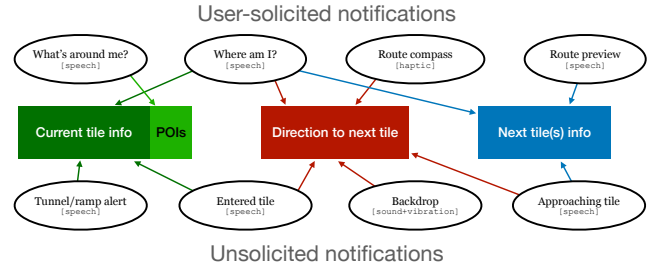 User-solicited notifications
What's around me?
[speech]
Where am I?
[speech]
Route compass
[haptic]
Route preview
[speech]
Current tile info
POIs
Direction to next tile
Next tile(s) info
Tunnel/ramp alert
[speech]
Entered tile
[speech]
Backdrop
[sound+vibration]
Approaching tile
[speech]
Unsolicited notifications